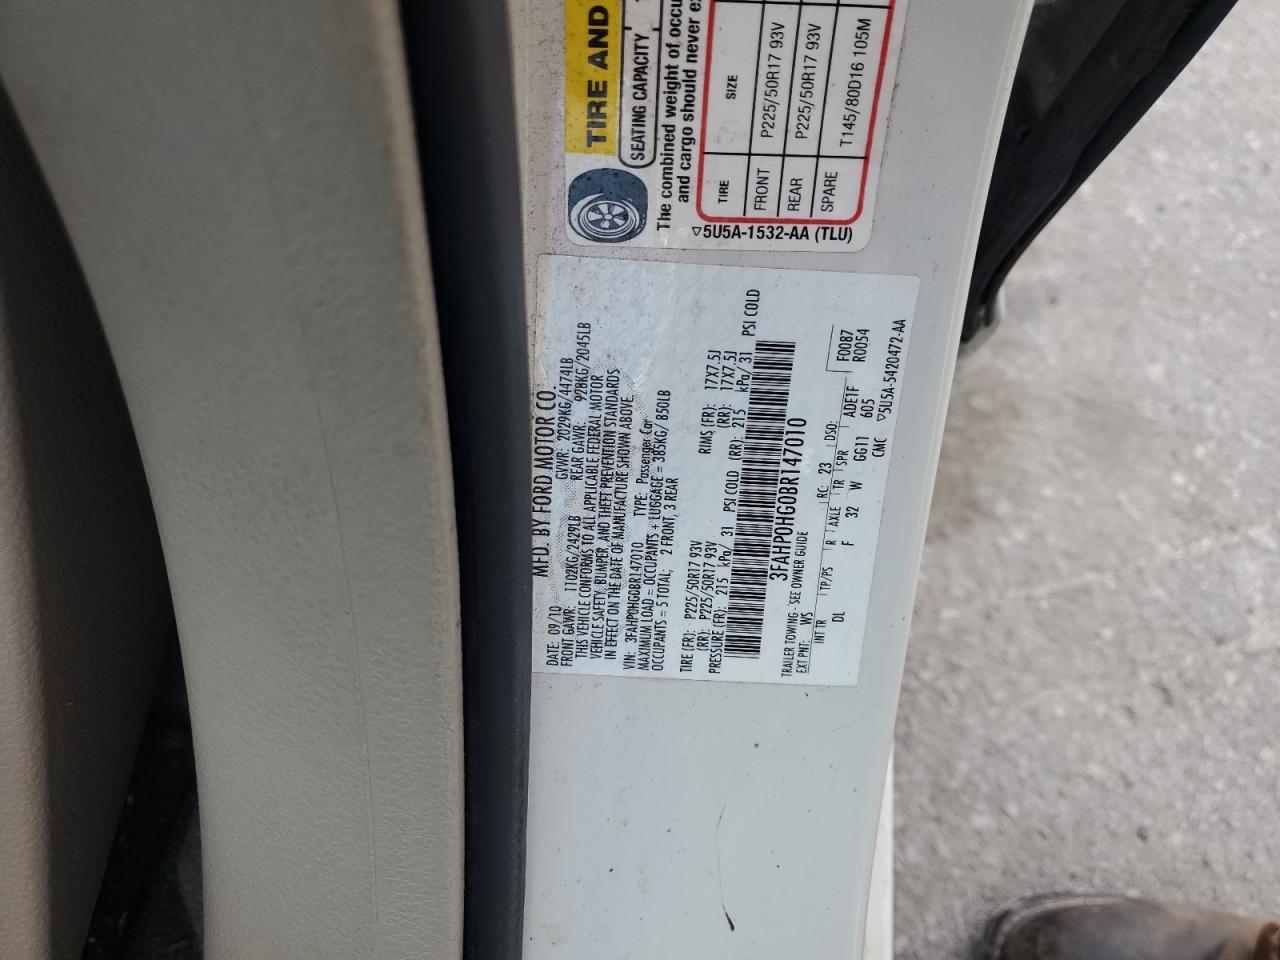 TIRE AND
SEATING CAPACITY
The combined weight of occu
and cargo should never e
TIRE SIZE
FRONT P225/50R17 93V
REAR P225/50R17 93V
SPARE T145/80D16 105M
5U5A-1532-AA (TLU)
MFD. BY FORD MOTOR CO.
DATE: 09/10 GVWR: 2029KG/4474LB
FRONT GAWR: 1102KG/2429LB REAR GAWR: 928KG/2045LB
THIS VEHICLE CONFORMS TO ALL APPLICABLE FEDERAL MOTOR
VEHICLE SAFETY, BUMPER, AND THEFT PREVENTION STANDARDS
IN EFFECT ON THE DATE OF MANUFACTURE SHOWN ABOVE.
VIN: 3FAHP0HG0BR147010 TYPE: Passenger Car
MAXIMUM LOAD = OCCUPANTS + LUGGAGE = 385KG/850LB
OCCUPANTS = 5 TOTAL; 2 FRONT, 3 REAR
TIRE (FR): P225/50R17 93V RIMS (FR): 17X7.5J
(RR): P225/50R17 93V (RR): 17X7.5J
PRESSURE (FR): 215 kPa/ 31 PSI COLD (RR): 215 kPa/ 31 PSI COLD
3FAHP0HG0BR147010
TRAILER TOWING - SEE OWNER GUIDE
EXT PNT: WS RC: 23 DSO: F0087
INT TR TP/PS R AXLE TR SPR R0054
DL F 32 W GG11 ADE1F
CMC 605
5U5A-5420472-AA